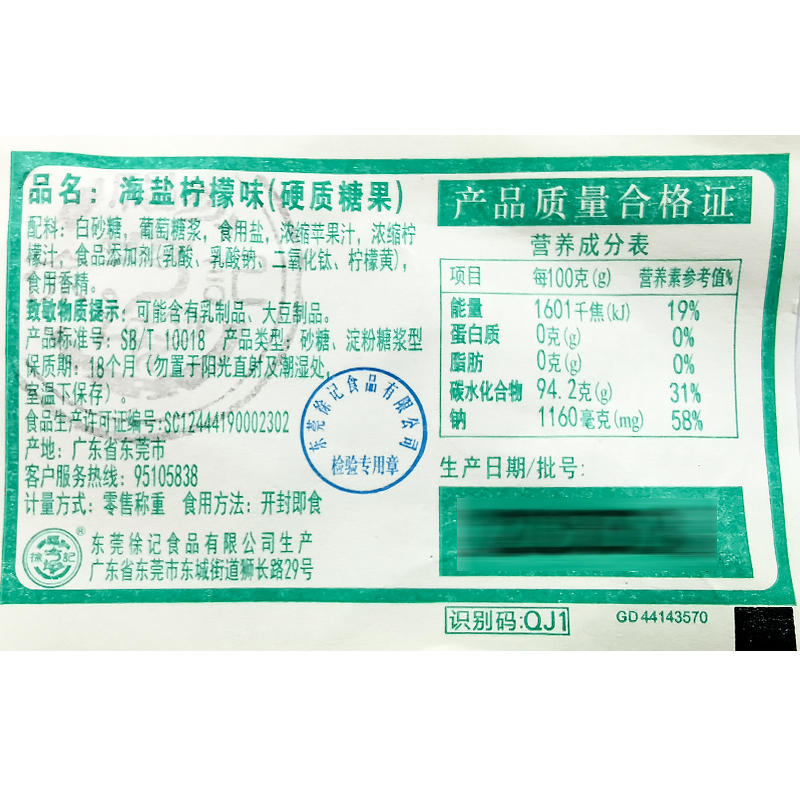 品名：海盐柠檬味(硬质糖果)
配料：白砂糖，葡萄糖浆，食用盐，浓缩苹果汁，浓缩柠
檬汁，食品添加剂(乳酸、乳酸钠、二氧化钛、柠檬黄)，
食用香精。
致敏物质提示：可能含有乳制品、大豆制品。
产品标准号：SB/T 10018 产品类型：砂糖、淀粉糖浆型
保质期：18个月（勿置于阳光直射及潮湿处，
室温下保存）。
食品生产许可证编号:SC12444190002302
产地：广东省东莞市
客户服务热线：95105838
计量方式：零售称重 食用方法：开封即食
徐记
®
东莞徐记食品有限公司生产
广东省东莞市东城街道狮长路29号
东莞徐记食品有限公司
检验专用章
产品质量合格证
营养成分表
项目 每100克(g) 营养素参考值%
能量 1601千焦(kJ) 19%
蛋白质 0克(g) 0%
脂肪 0克(g) 0%
碳水化合物 94.2克(g) 31%
钠 1160毫克(mg) 58%
生产日期/批号：
识别码:QJ1
GD44143570